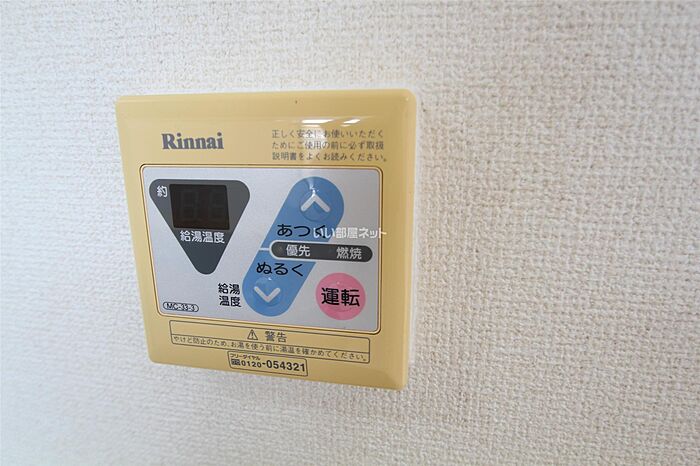 Rinnai
正しく安全にお使いいただく
ためにご使用の前に必ず取扱
説明書をよくお読みください。
約
給湯温度
あつく
いい部屋ネット
優先 燃焼
ぬるく
給湯
温度
運転
MC-33-3
⚠ 警告
やけど防止のため、お湯を使う前に湯温を確かめてください。
フリーダイヤル
0120-054321